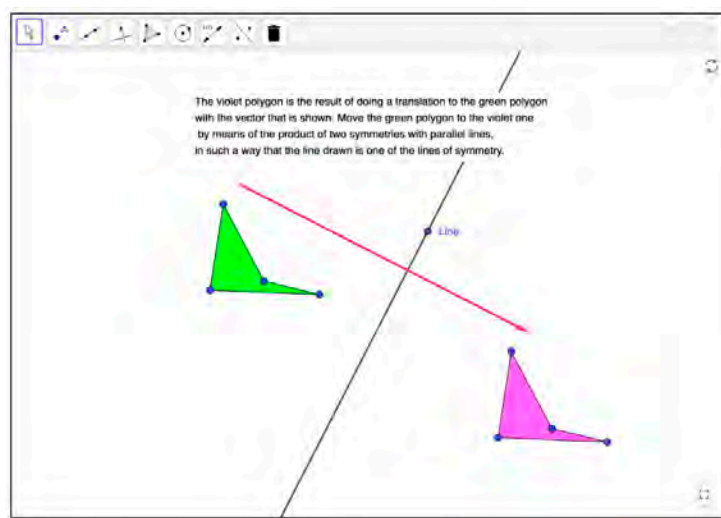 The violet polygon is the result of doing a translation to the green polygon
with the vector that is shown. Move the green polygon to the violet one
by means of the product of two symmetries with parallel lines,
in such a way that the line drawn is one of the lines of symmetry.
Line